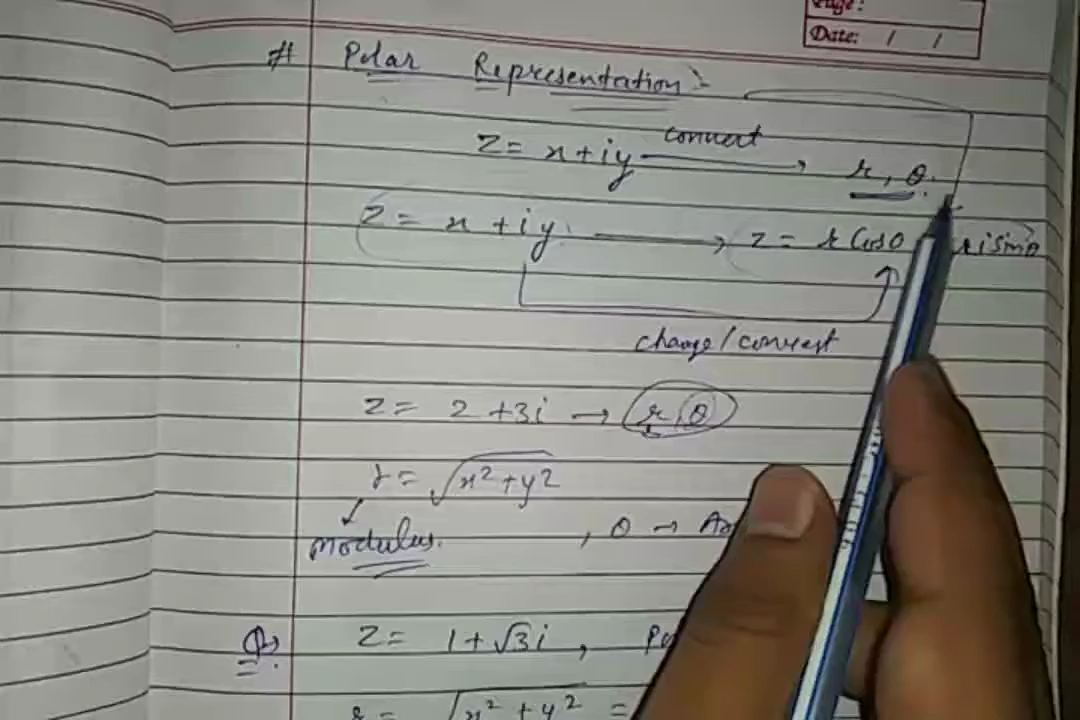 Page:
Date: / /
# Polar Representation :-
z = x + iy convert → r, θ.
z = x + iy → z = r Cosθ r i sinθ
change/convert
z = 2 + 3i → r, θ
r = √x² + y²
Modulus. , θ →
Q. z = 1 + √3i ,
r = √x² + y² =